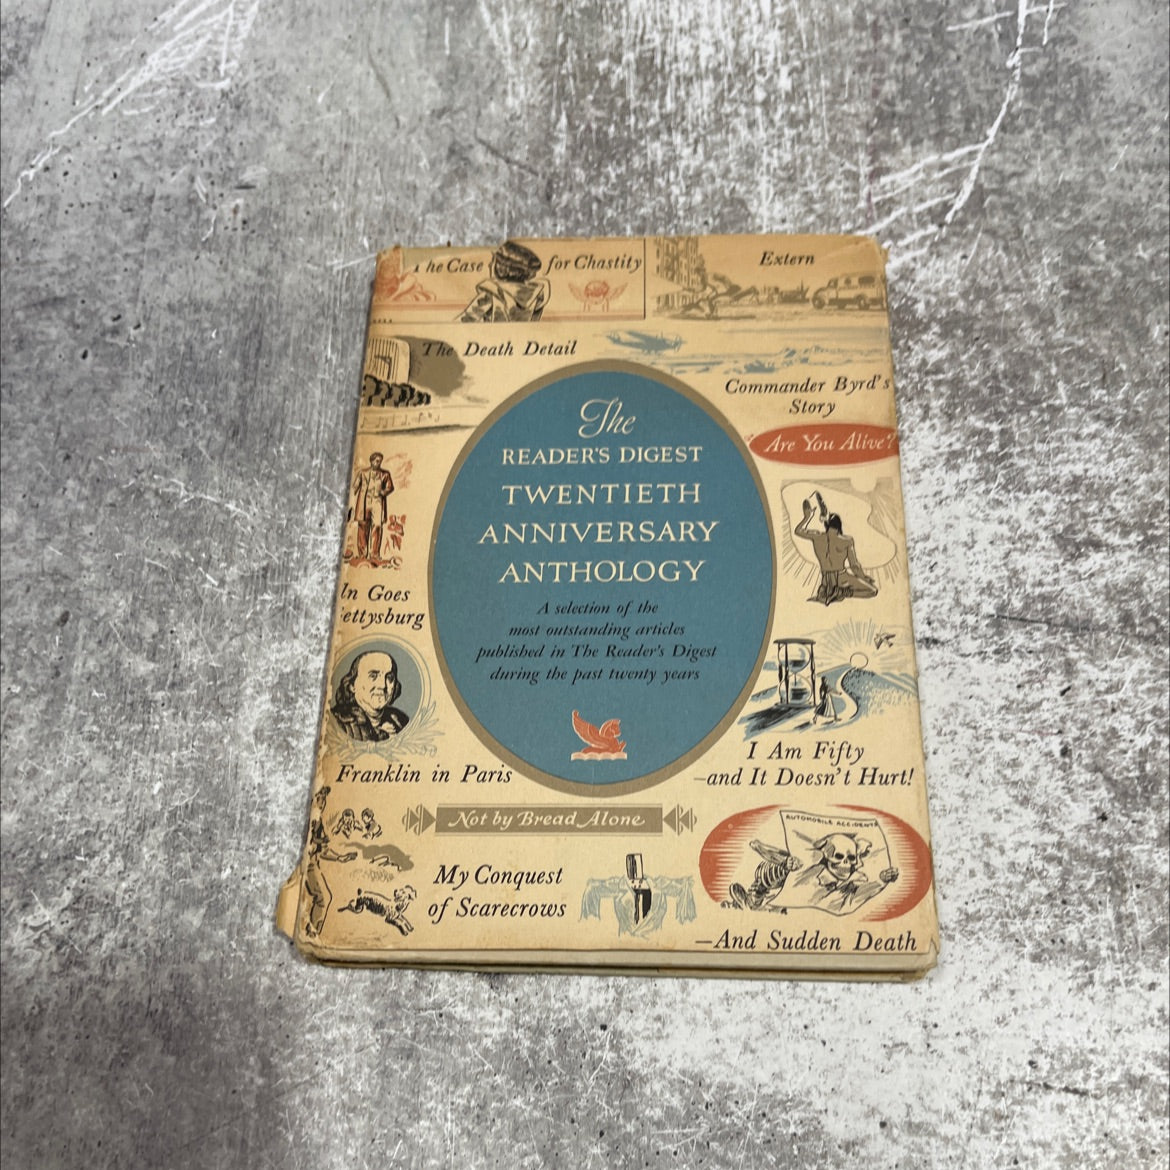 The Case for Chastity
Extern
The Death Detail
Commander Byrd's
Story
Are You Alive?
The
READER'S DIGEST
TWENTIETH
ANNIVERSARY
ANTHOLOGY
A selection of the
most outstanding articles
published in The Reader's Digest
during the past twenty years
ln Goes
ettysburg
Franklin in Paris
I Am Fifty
—and It Doesn't Hurt!
Not by Bread Alone
My Conquest
of Scarecrows
AUTOMOBILE ACCIDENTS
—And Sudden Death